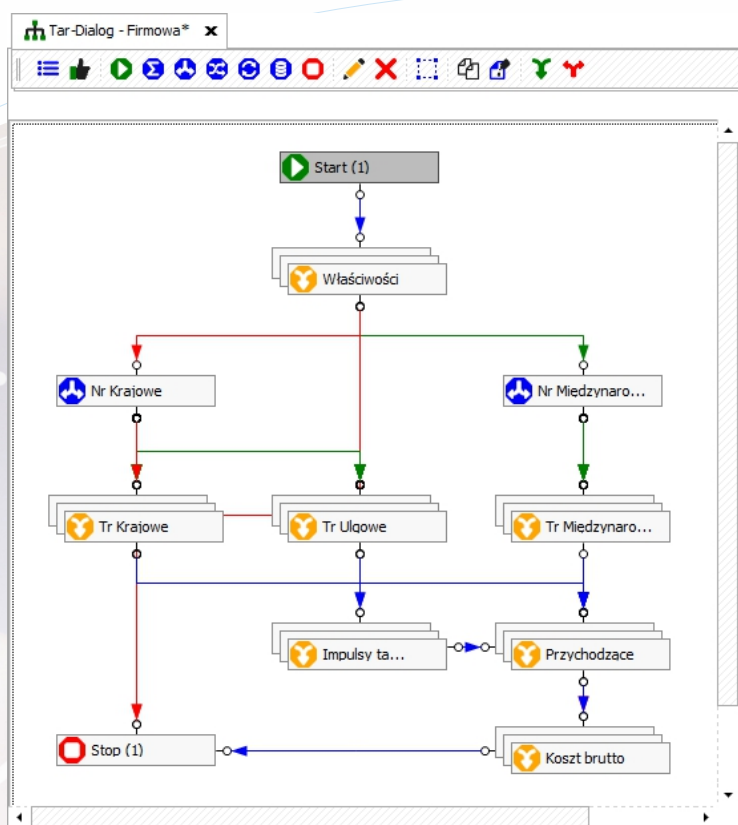 Tar-Dialog - Firmowa* x
Start (1)
Właściwości
Nr Krajowe
Nr Międzynaro...
Tr Krajowe
Tr Ulgowe
Tr Międzynaro...
Impulsy ta...
Przychodzące
Stop (1)
Koszt brutto